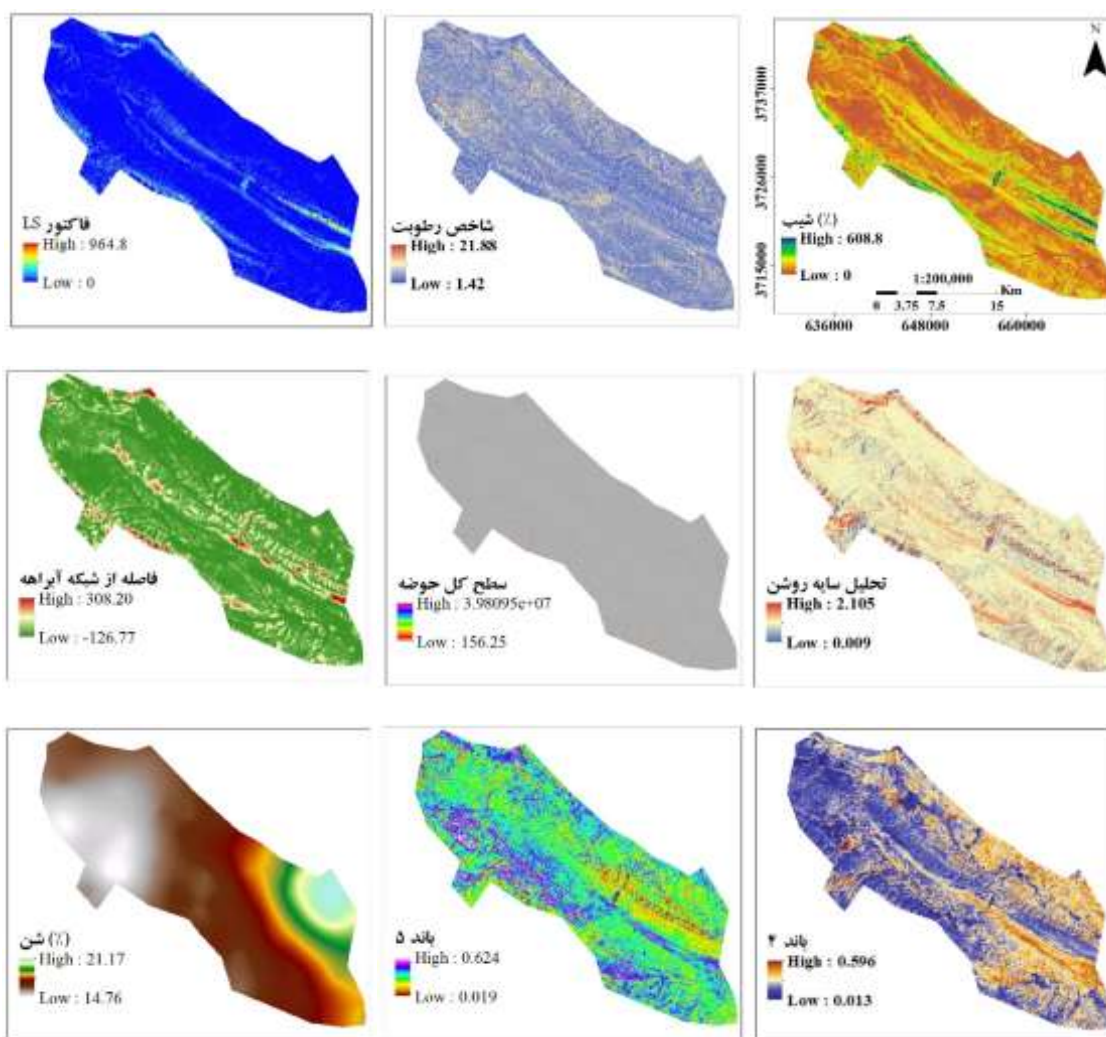 فاکتور LS
High : 964.8
Low : 0
شاخص رطوبت
High : 21.88
Low : 1.42
N
3737000
3726000
3715000
شیب (٪)
High : 608.8
Low : 0
1:200,000
Km
0 3.75 7.5 15
636000 648000 660000
فاصله از شبکه آبراهه
High : 308.20
Low : -126.77
سطح کل حوضه
High : 3.98095e+07
Low : 156.25
تحلیل سایه روشن
High : 2.105
Low : 0.009
شن (٪)
High : 21.17
Low : 14.76
باند ۵
High : 0.624
Low : 0.019
High : 0.596
Low : 0.013